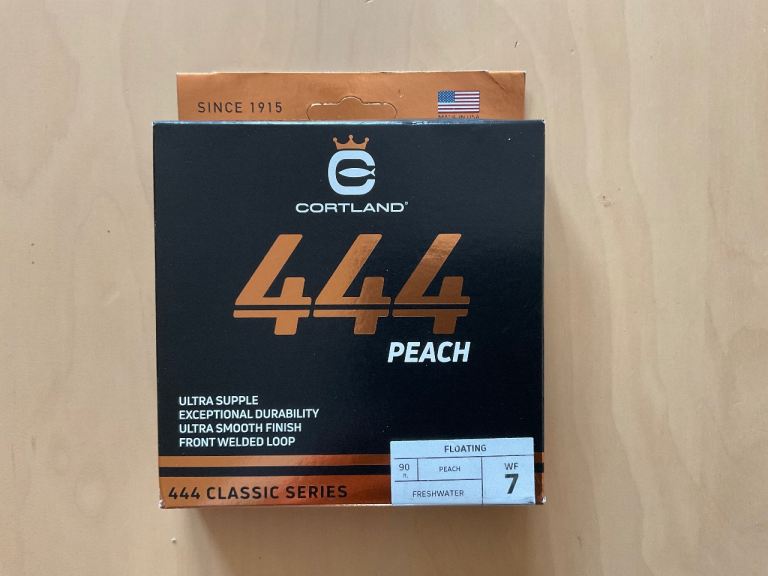 SINCE 1915
MADE IN USA
CORTLAND®
444
PEACH
ULTRA SUPPLE
EXCEPTIONAL DURABILITY
ULTRA SMOOTH FINISH
FRONT WELDED LOOP
FLOATING
90 ft. PEACH WF 7
FRESHWATER
444 CLASSIC SERIES